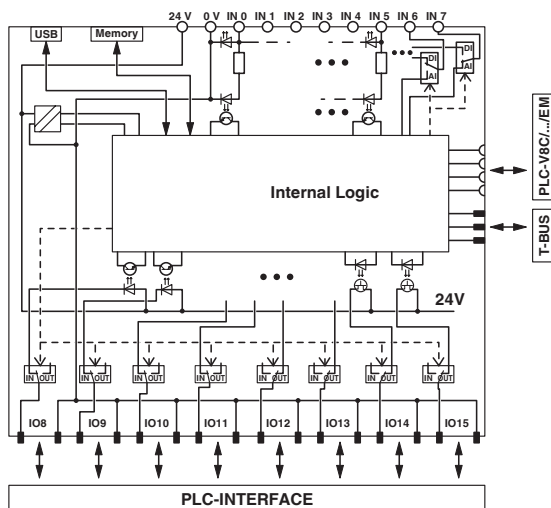 24 V 0 V IN 0 IN 1 IN 2 IN 3 IN 4 IN 5 IN 6 IN 7
USB Memory
DI
AI
DI
AI
PLC-V8C/.../EM
Internal Logic
T-BUS
24V
IN OUT IN OUT IN OUT IN OUT IN OUT IN OUT IN OUT IN OUT
IO8 IO9 IO10 IO11 IO12 IO13 IO14 IO15
PLC-INTERFACE